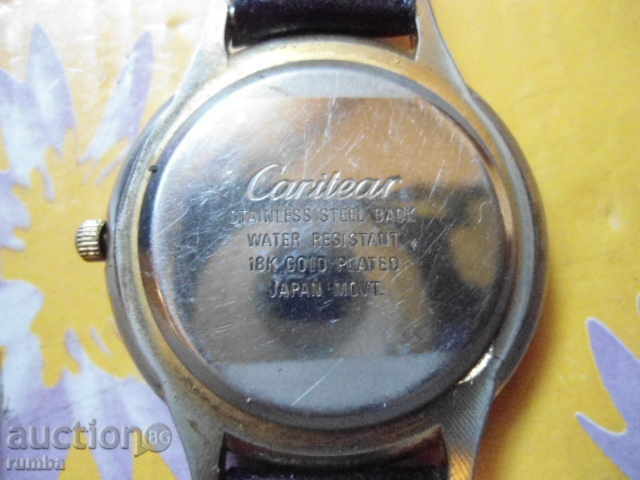 Caritear
STAINLESS STEEL BACK
WATER RESISTANT
18K GOLD PLATED
JAPAN MOVT.
auction BG
rumba